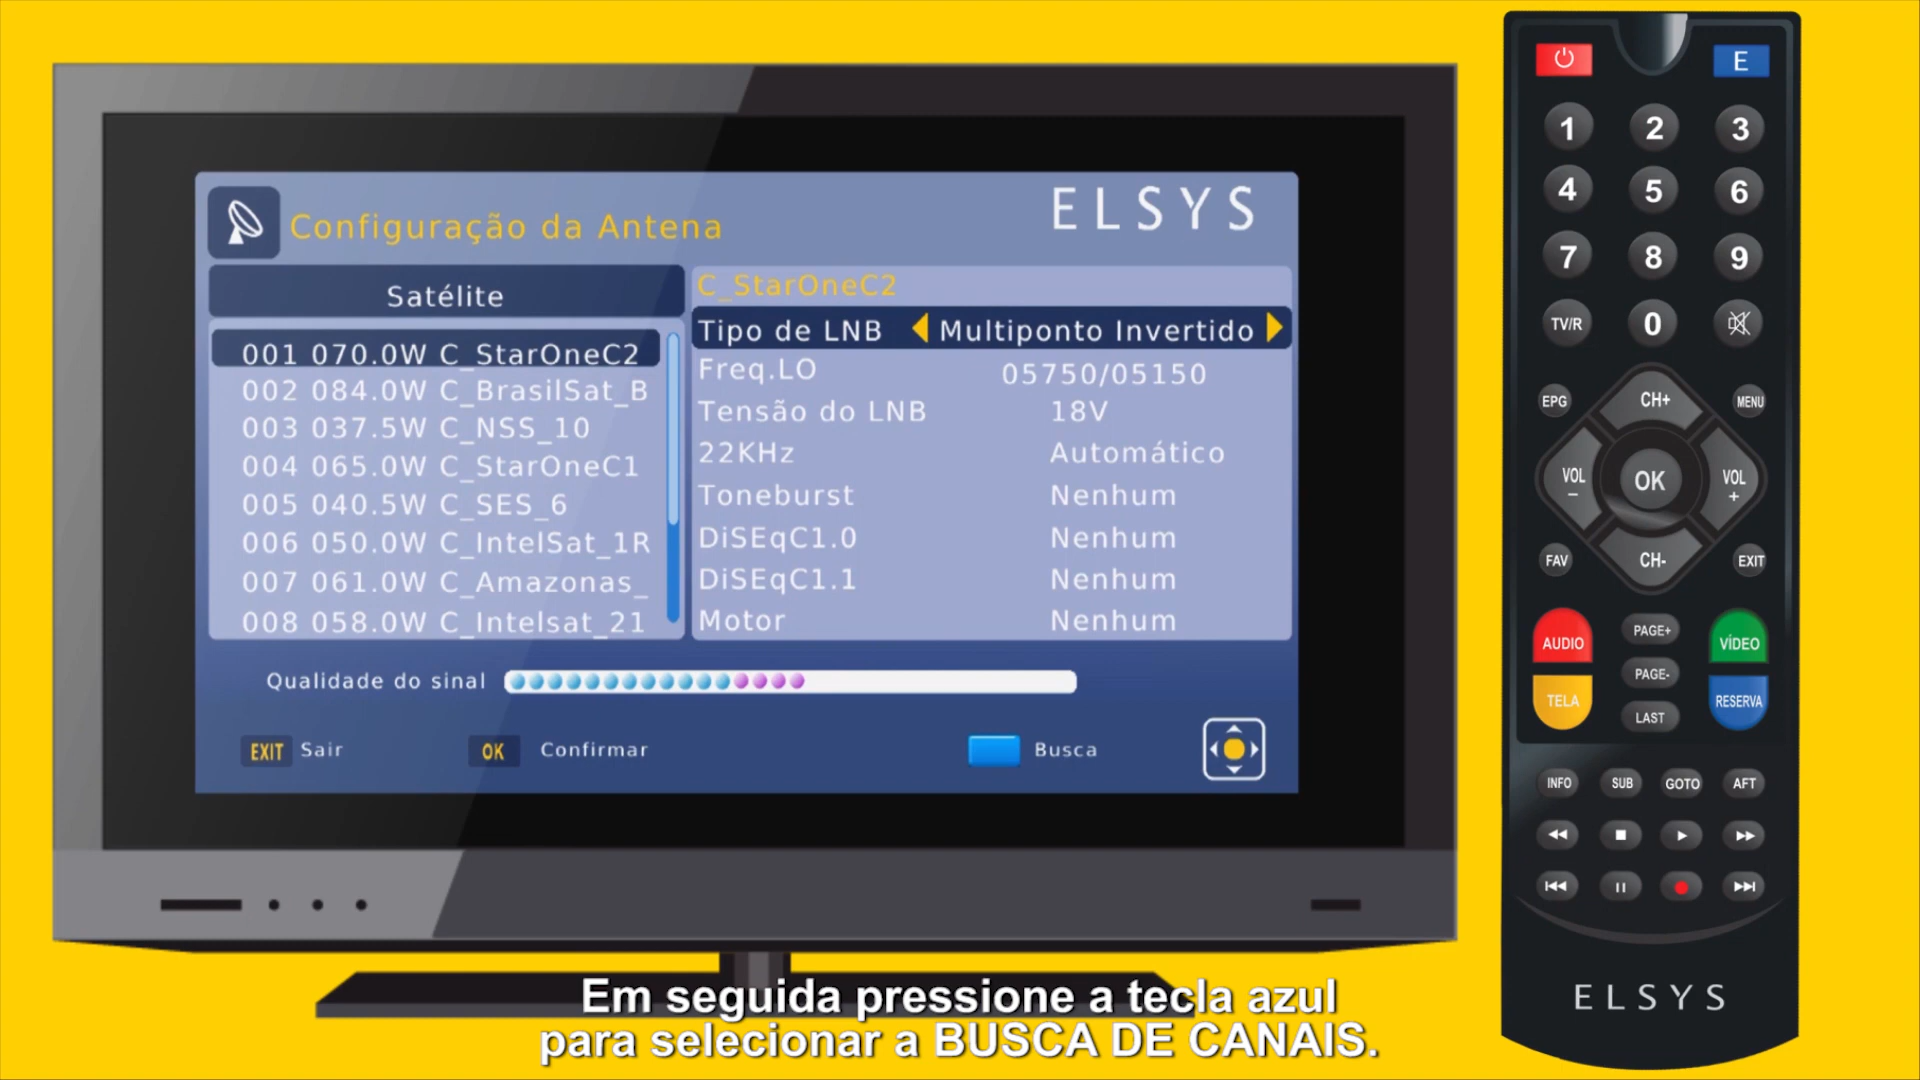 ELSYS
Configuração da Antena
Satélite
001 070.0W C_StarOneC2
002 084.0W C_BrasilSat_B
003 037.5W C_NSS_10
004 065.0W C_StarOneC1
005 040.5W C_SES_6
006 050.0W C_IntelSat_1R
007 061.0W C_Amazonas_
008 058.0W C_Intelsat_21
C_StarOneC2
Tipo de LNB Multiponto Invertido
Freq.LO 05750/05150
Tensão do LNB 18V
22KHz Automático
Toneburst Nenhum
DiSEqC1.0 Nenhum
DiSEqC1.1 Nenhum
Motor Nenhum
Qualidade do sinal
EXIT Sair OK Confirmar Busca
Em seguida pressione a tecla azul
para selecionar a BUSCA DE CANAIS.
E
1 2 3
4 5 6
7 8 9
TV/R 0
EPG CH+ MENU
VOL - OK VOL +
FAV CH- EXIT
AUDIO PAGE+ VÍDEO
PAGE-
TELA RESERVA
LAST
INFO SUB GOTO AFT
ELSYS